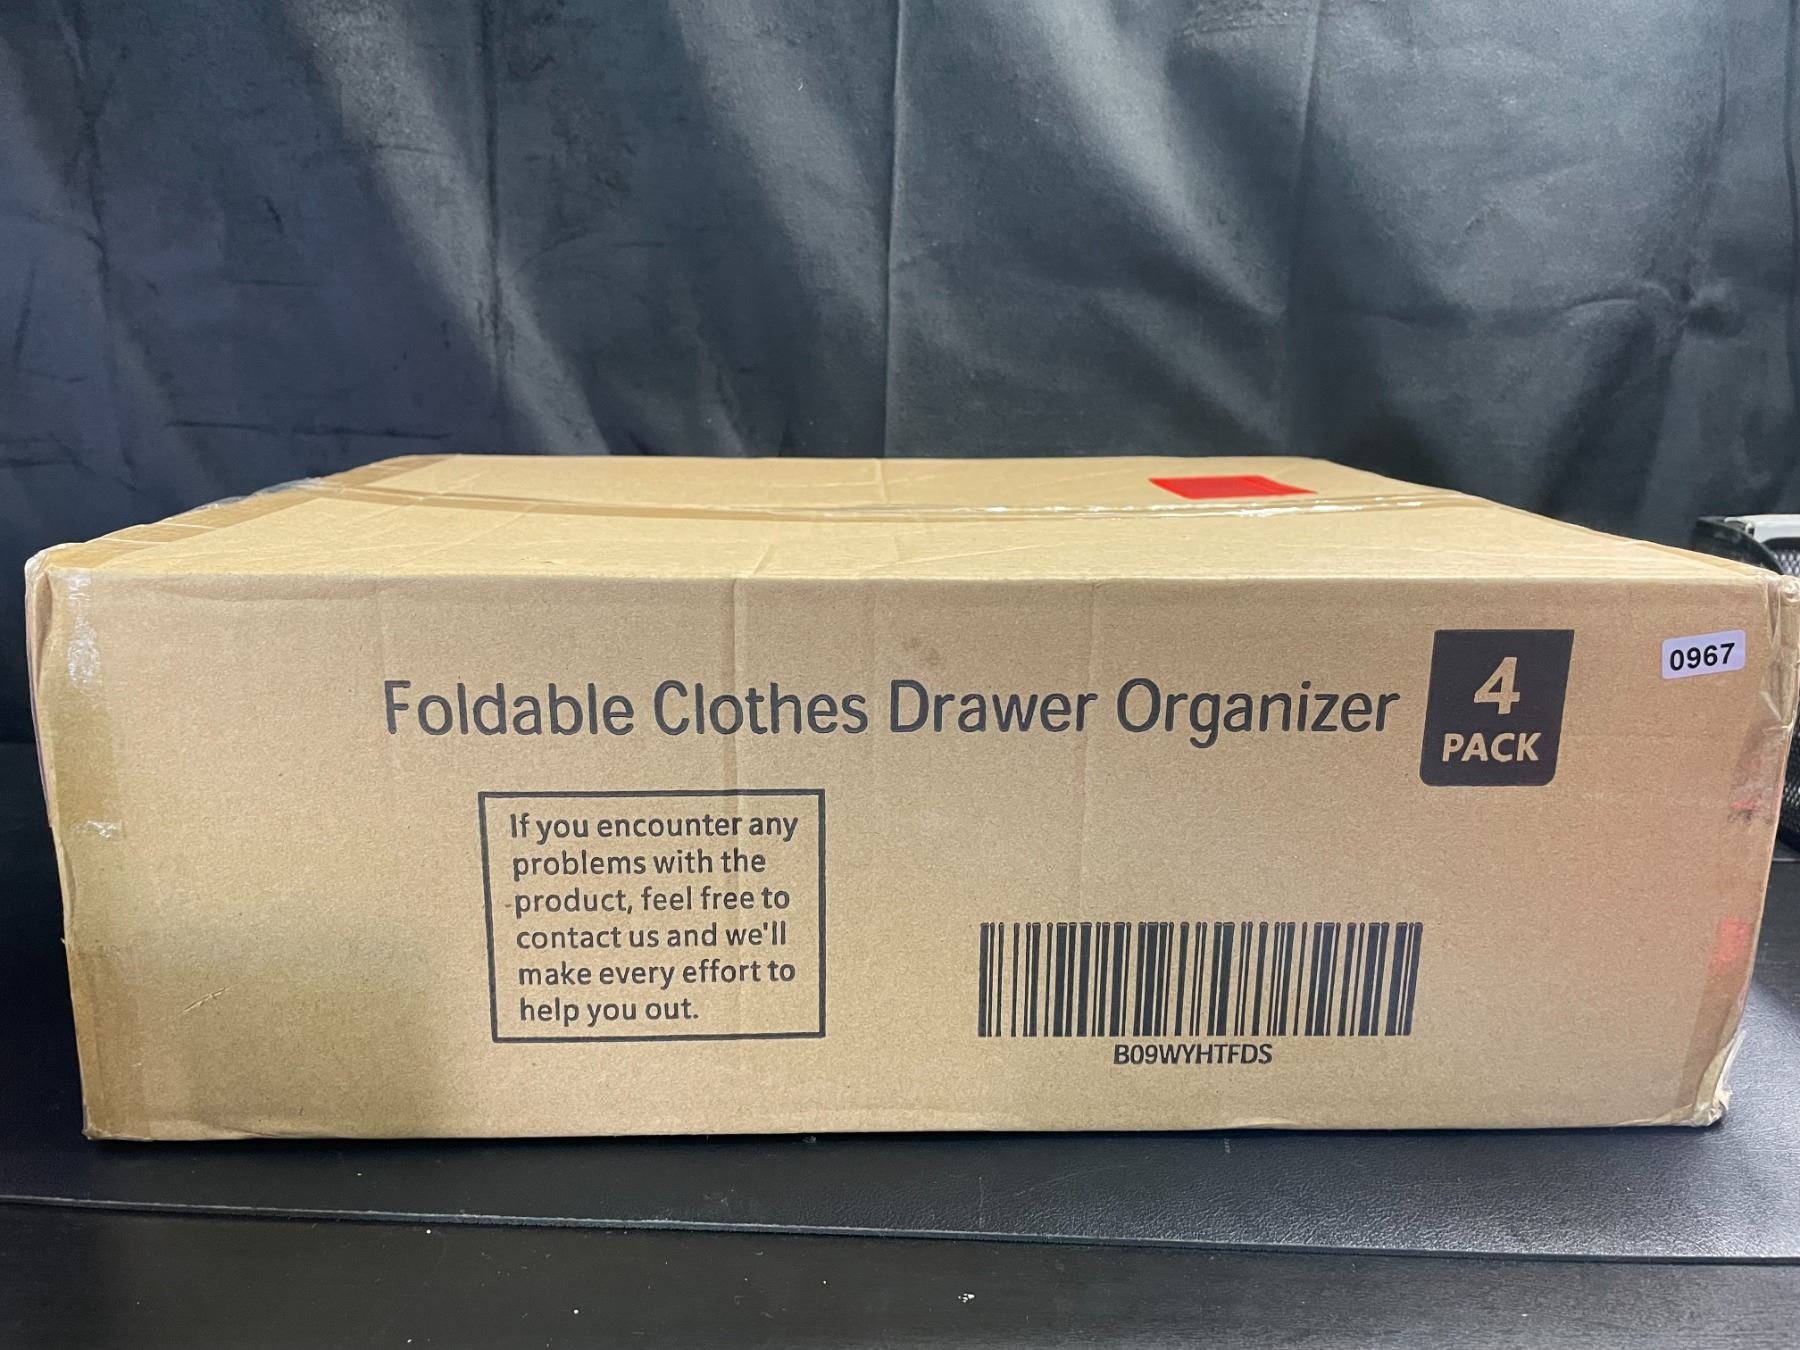 Foldable Clothes Drawer Organizer
4
PACK
0967
If you encounter any
problems with the
product, feel free to
contact us and we'll
make every effort to
help you out.
B09WYHTFDS